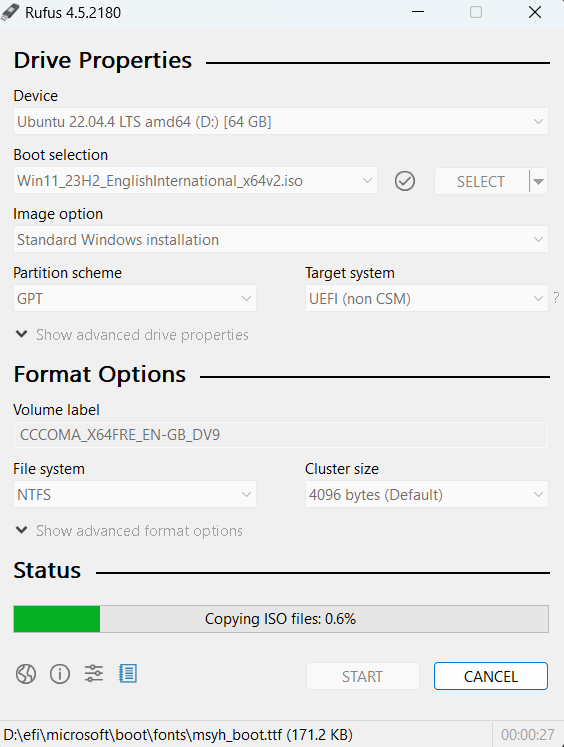 Rufus 4.5.2180
Drive Properties
Device
Ubuntu 22.04.4 LTS amd64 (D:) [64 GB]
Boot selection
Win11_23H2_EnglishInternational_x64v2.iso
SELECT
Image option
Standard Windows installation
Partition scheme
Target system
GPT
UEFI (non CSM)
?
Show advanced drive properties
Format Options
Volume label
CCCOMA_X64FRE_EN-GB_DV9
File system
Cluster size
NTFS
4096 bytes (Default)
Show advanced format options
Status
Copying ISO files: 0.6%
START
CANCEL
D:\efi\microsoft\boot\fonts\msyh_boot.ttf (171.2 KB)
00:00:27